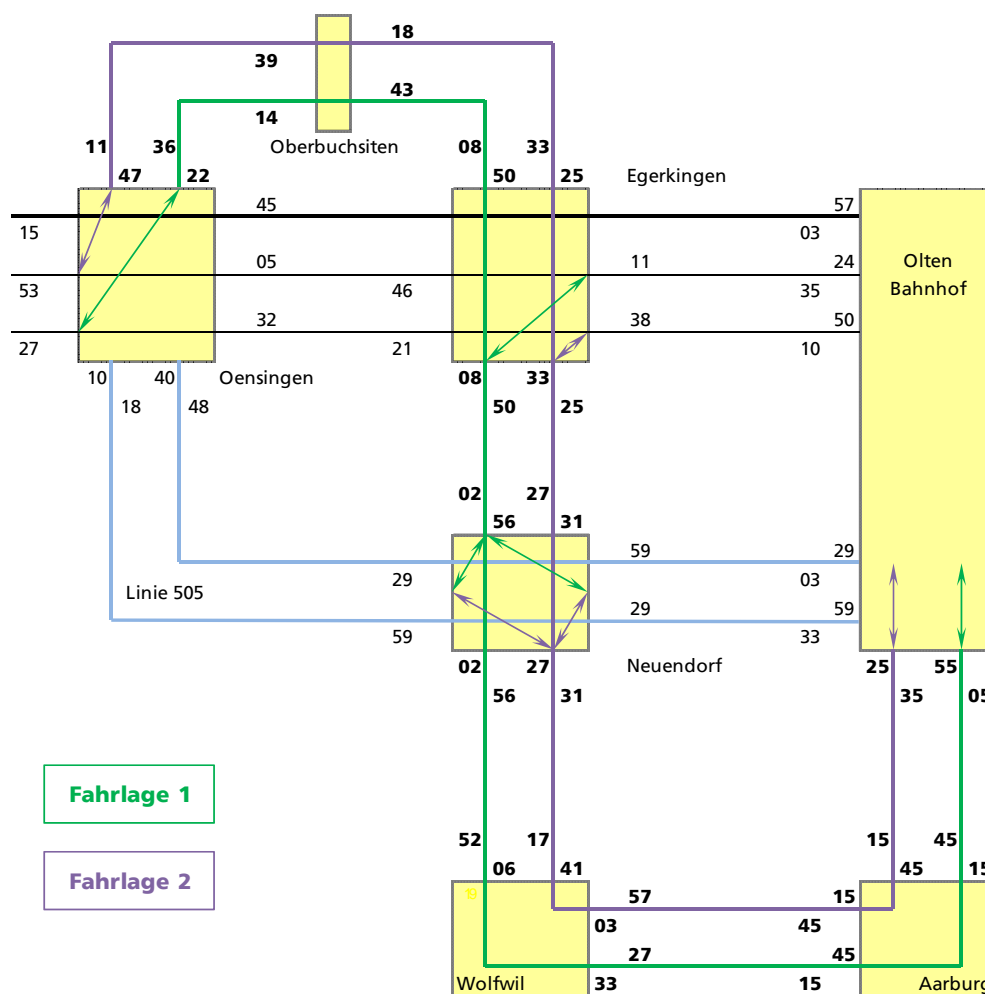 18
39
43
14
Oberbuchsiten
11 36 08 33
47 22 50 25 Egerkingen
45 57
15 03
05 11 24 Olten
53 46 35 Bahnhof
32 38 50
27 21 10
10 40 Oensingen 08 33
18 48 50 25
02 27
56 31
59 29
29 03
Linie 505 29 59
59 33
02 27 Neuendorf 25 55
56 31 35 05
Fahrlage 1
52 17 15 45
06 41 45 15
Fahrlage 2
19 57 15
03 45
27 45
Wolfwil 33 15 Aarburg